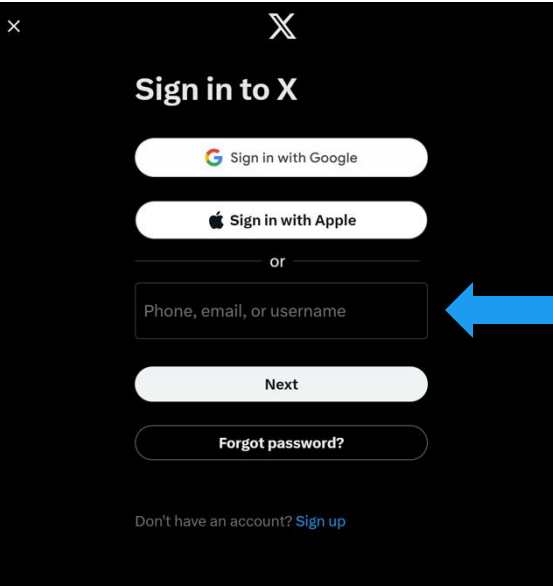 Sign in to X
Sign in with Google
Sign in with Apple
or
Phone, email, or username
Next
Forgot password?
Don't have an account? Sign up